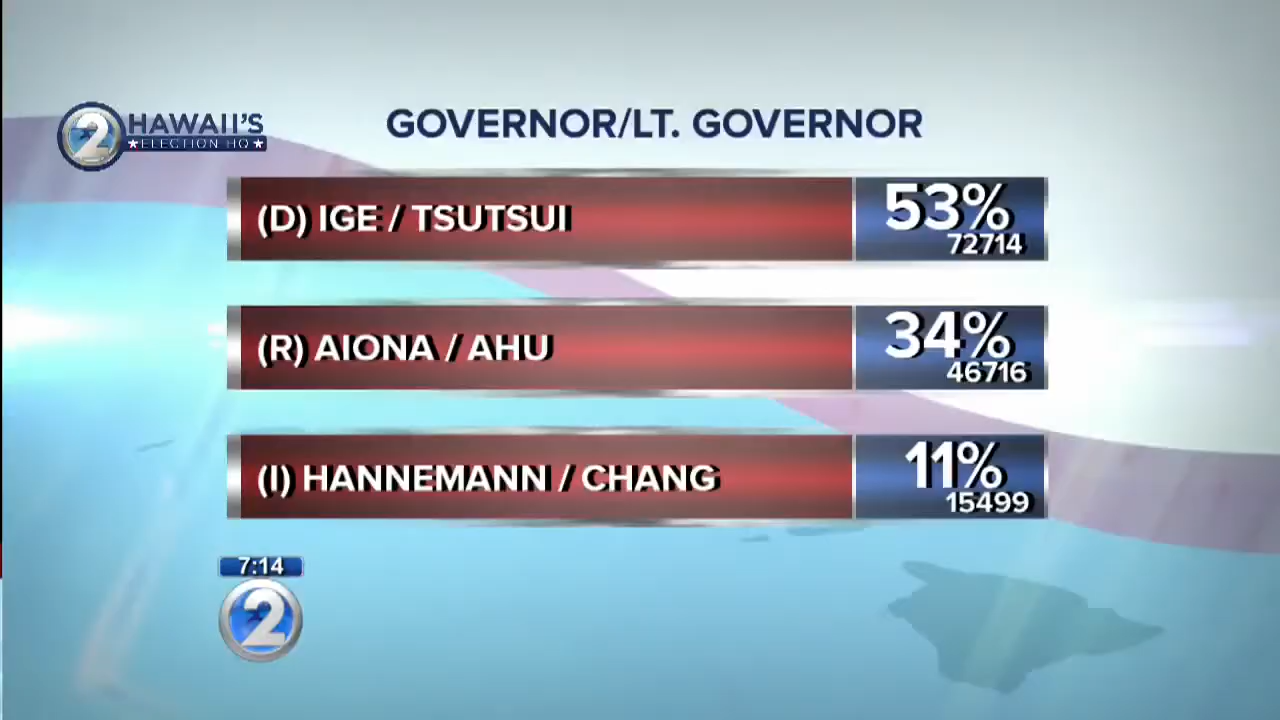 2 HAWAII'S
★ELECTION HQ★
GOVERNOR/LT. GOVERNOR
(D) IGE / TSUTSUI
53%
72714
(R) AIONA / AHU
34%
46716
(I) HANNEMANN / CHANG
11%
15499
7:14
2